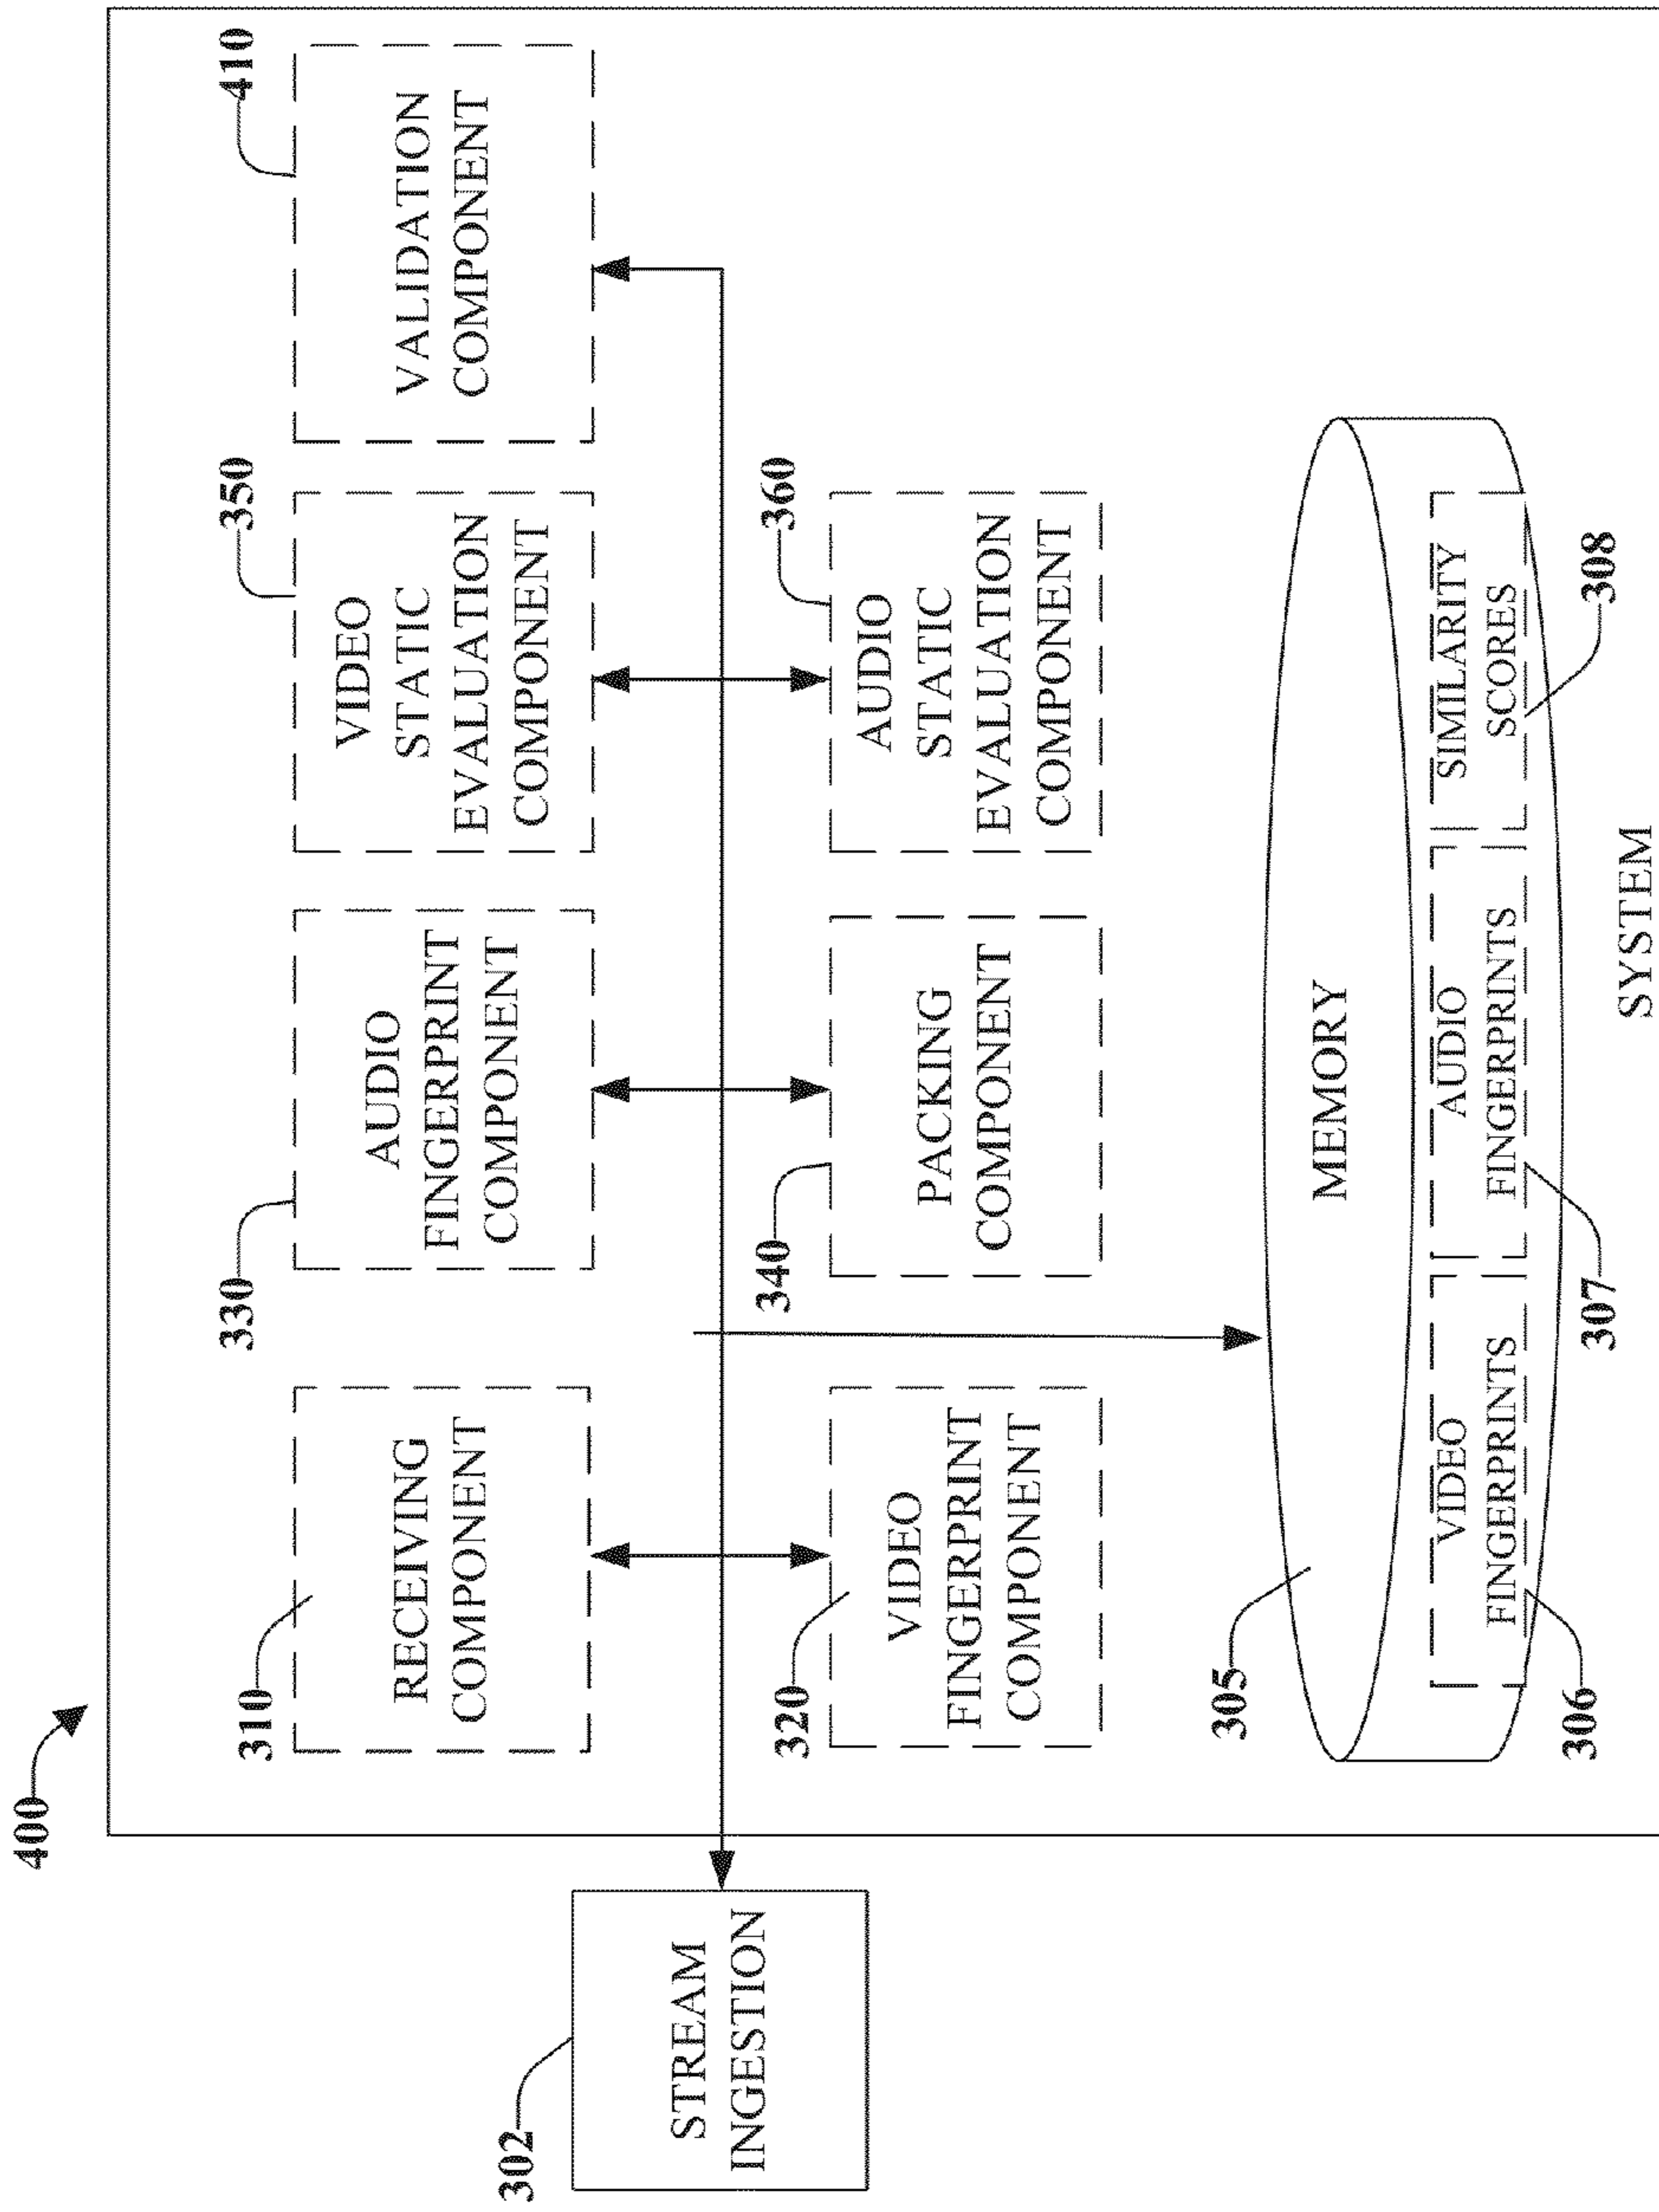 400
302
STREAM
INGESTION
310
RECEIVING
COMPONENT
330
AUDIO
FINGERPRINT
COMPONENT
350
VIDEO
STATIC
EVALUATION
COMPONENT
410
VALIDATION
COMPONENT
320
VIDEO
FINGERPRINT
COMPONENT
340
PACKING
COMPONENT
360
AUDIO
STATIC
EVALUATION
COMPONENT
305
MEMORY
VIDEO
FINGERPRINTS
AUDIO
FINGERPRINTS
SIMILARITY
SCORES
306
307
308
SYSTEM